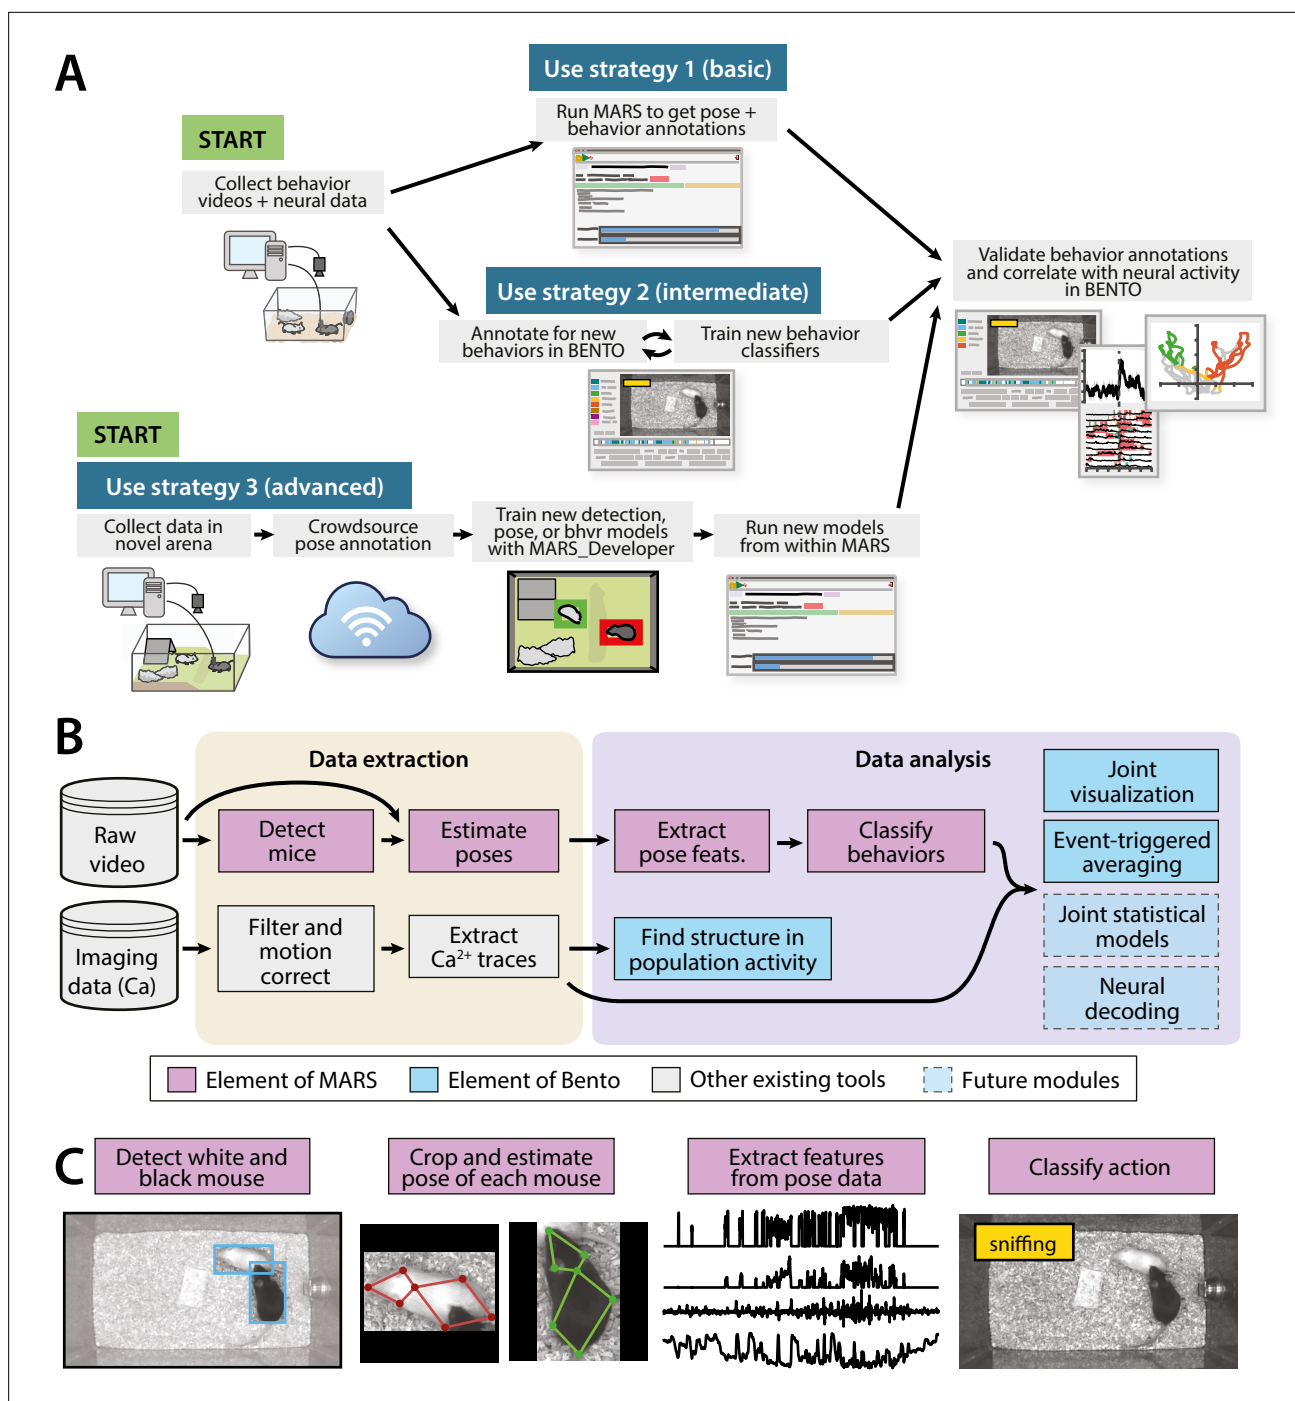 A
Use strategy 1 (basic)
Run MARS to get pose +
behavior annotations
START
Collect behavior
videos + neural data
Use strategy 2 (intermediate)
Annotate for new
behaviors in BENTO
Train new behavior
classifiers
Validate behavior annotations
and correlate with neural activity
in BENTO
START
Use strategy 3 (advanced)
Collect data in
novel arena
Crowdsource
pose annotation
Train new detection,
pose, or bhvr models
with MARS_Developer
Run new models
from within MARS
B
Data extraction
Data analysis
Raw
video
Detect
mice
Estimate
poses
Extract
pose feats.
Classify
behaviors
Joint
visualization
Event-triggered
averaging
Joint statistical
models
Neural
decoding
Imaging
data (Ca)
Filter and
motion
correct
Extract
Ca²⁺ traces
Find structure in
population activity
Element of MARS
Element of Bento
Other existing tools
Future modules
C
Detect white and
black mouse
Crop and estimate
pose of each mouse
Extract features
from pose data
Classify action
sniffing